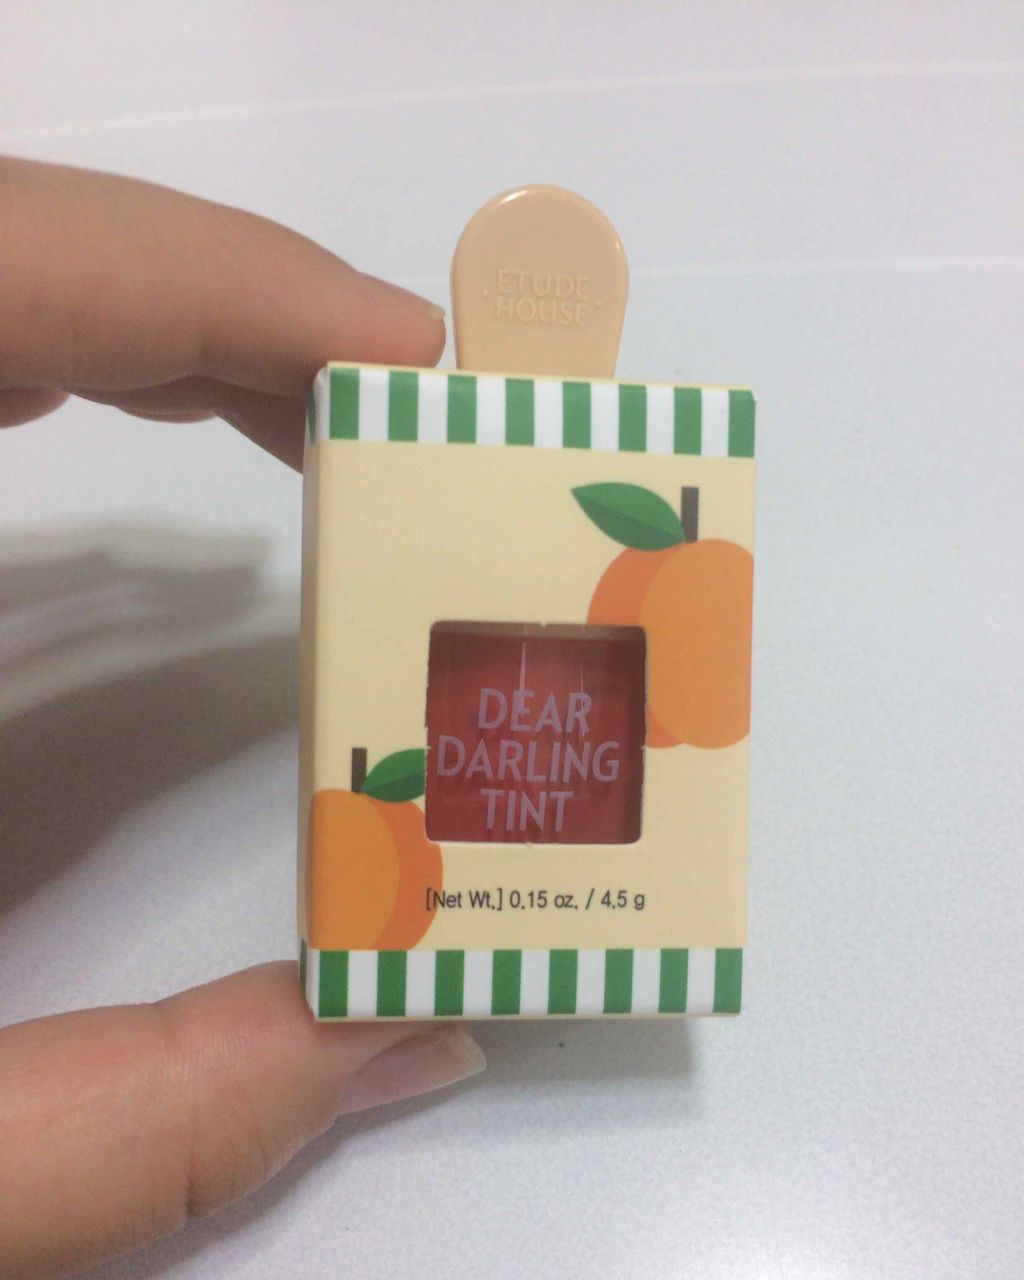 ETUDE
HOUSE
DEAR
DARLING
TINT
[Net Wt.] 0.15 oz. / 4.5 g